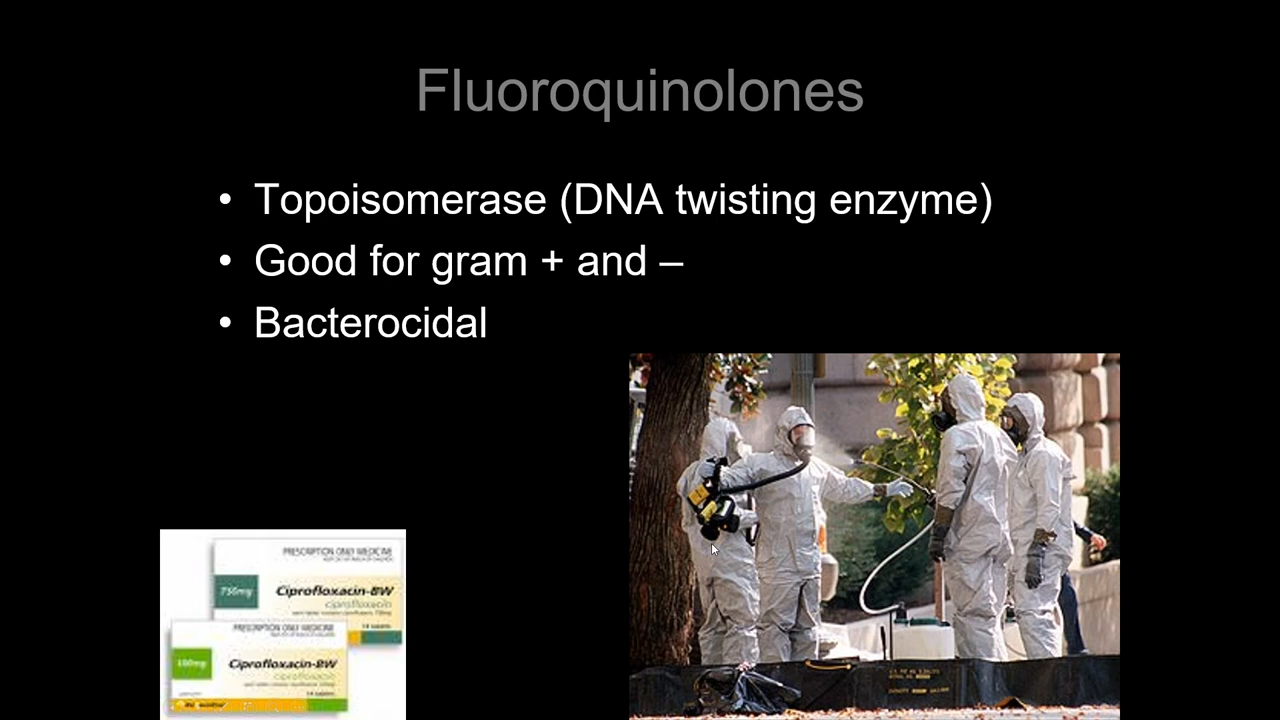 Fluoroquinolones
• Topoisomerase (DNA twisting enzyme)
• Good for gram + and –
• Bacterocidal
PRESCRIPTION ONLY MEDICINE
750mg
Ciprofloxacin-BW
ciprofloxacin
PRESCRIPTION ONLY MEDICINE
Ciprofloxacin-BW
ciprofloxacin